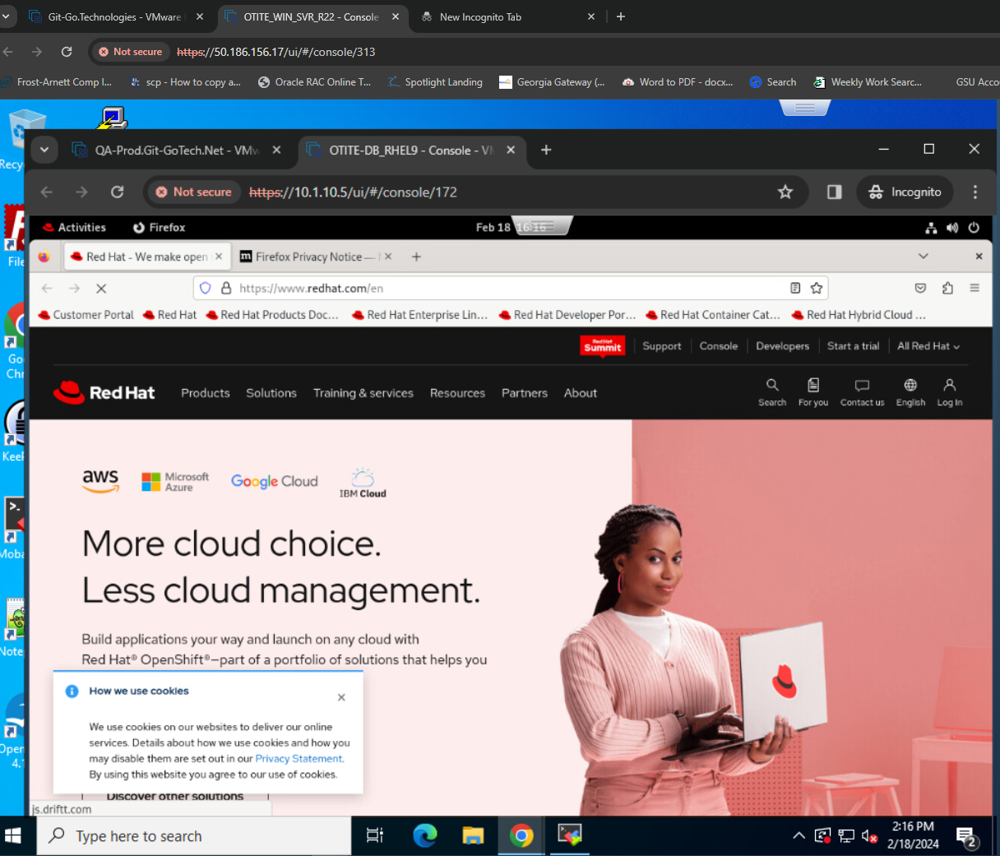 Git-Go.Technologies - VMware
OTITE_WIN_SVR_R22 - Console
New Incognito Tab
Not secure
https://50.186.156.17/ui/#/console/313
Frost-Arnett Comp I...
scp - How to copy a...
Oracle RAC Online T...
Spotlight Landing
Georgia Gateway (...
Word to PDF - docx...
Search
Weekly Work Searc...
GSU Acco
Recy
File
Go
Chr
KeeP
Moba
Note
Open
4.
QA-Prod.Git-GoTech.Net - VMw
OTITE-DB_RHEL9 - Console - VM
Not secure
https://10.1.10.5/ui/#/console/172
Incognito
Activities
Firefox
Feb 18 16:16
Red Hat - We make open
Firefox Privacy Notice —
https://www.redhat.com/en
Customer Portal
Red Hat
Red Hat Products Doc...
Red Hat Enterprise Lin...
Red Hat Developer Por...
Red Hat Container Cat...
Red Hat Hybrid Cloud ...
Red Hat
Summit
Support
Console
Developers
Start a trial
All Red Hat
Red Hat
Products
Solutions
Training & services
Resources
Partners
About
Search
For you
Contact us
English
Log In
aws
Microsoft
Azure
Google Cloud
IBM Cloud
More cloud choice.
Less cloud management.
Build applications your way and launch on any cloud with
Red Hat® OpenShift®—part of a portfolio of solutions that helps you
How we use cookies
We use cookies on our websites to deliver our online
services. Details about how we use cookies and how you
may disable them are set out in our Privacy Statement.
By using this website you agree to our use of cookies.
Discover other solutions
js.driftt.com
Type here to search
2:16 PM
2/18/2024
2